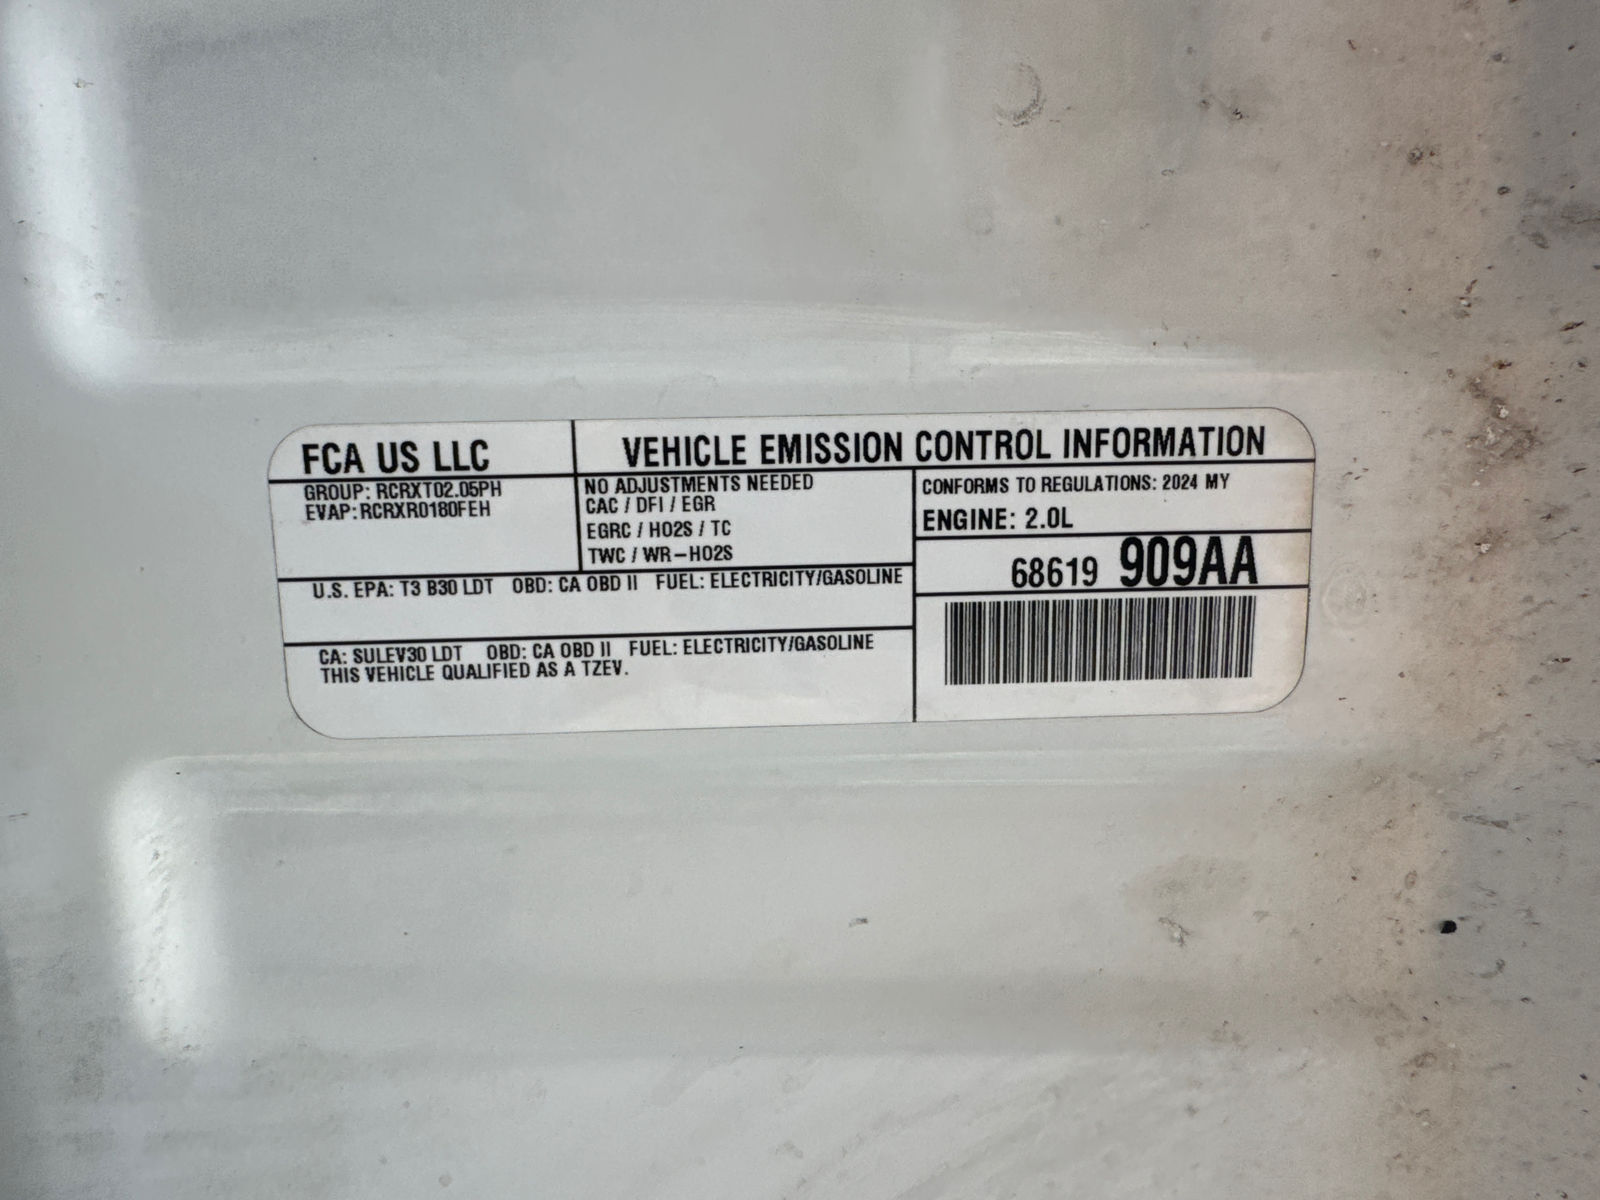 FCA US LLC
VEHICLE EMISSION CONTROL INFORMATION
GROUP: RCRXT02.05PH
EVAP: RCRXR0180FEH
NO ADJUSTMENTS NEEDED
CAC / DFI / EGR
EGRC / HO2S / TC
TWC / WR-HO2S
CONFORMS TO REGULATIONS: 2024 MY
ENGINE: 2.0L
68619 909AA
U.S. EPA: T3 B30 LDT OBD: CA OBD II FUEL: ELECTRICITY/GASOLINE
CA: SULEV30 LDT OBD: CA OBD II FUEL: ELECTRICITY/GASOLINE
THIS VEHICLE QUALIFIED AS A TZEV.